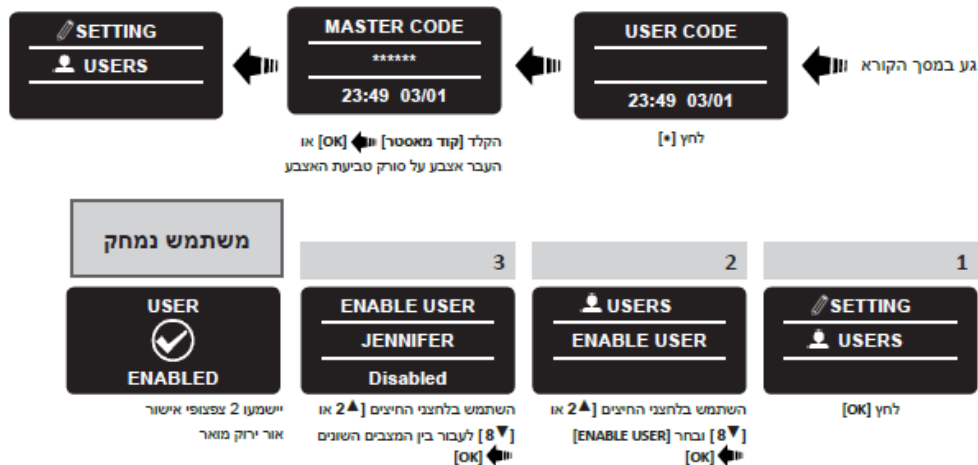 גע במסך הקורא
USER CODE
23:49 03/01
לחץ [*]
MASTER CODE
******
23:49 03/01
הקלד [קוד מאסטר] [OK] או
העבר אצבע על סורק טביעת האצבע
SETTING
USERS
1
SETTING
USERS
לחץ [OK]
2
USERS
ENABLE USER
השתמש בלחצני החיצים [2▲] או
[8▼] ובחר [ENABLE USER]
[OK]
3
ENABLE USER
JENNIFER
Disabled
השתמש בלחצני החיצים [2▲] או
[8▼] לעבור בין המצבים השונים
[OK]
משתמש נמחק
USER
ENABLED
יישמעו 2 צפצופי אישור
אור ירוק מואר